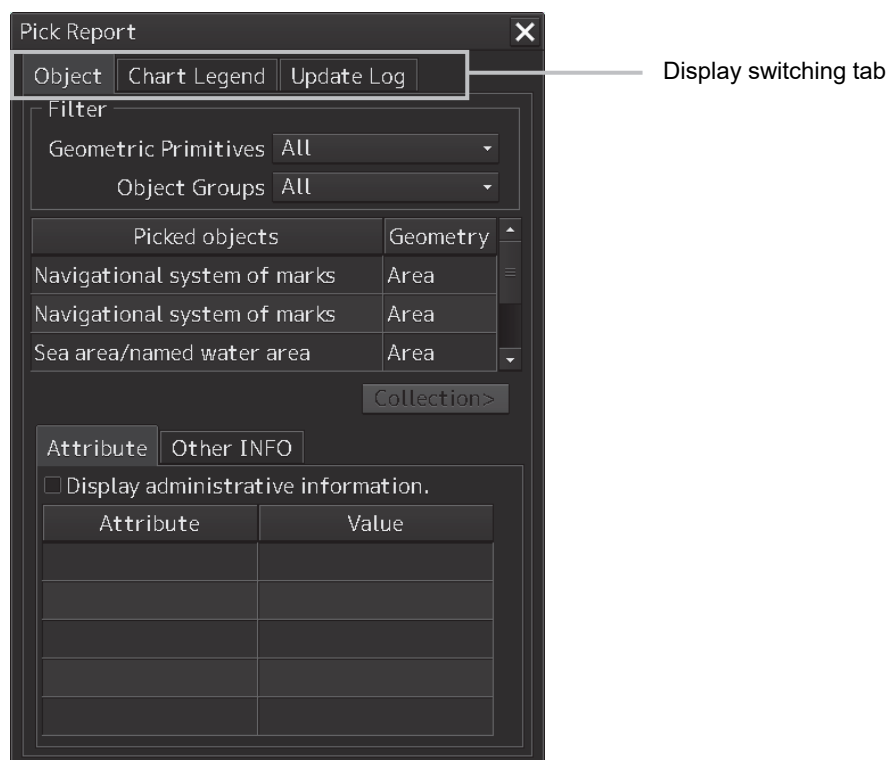 Pick Report
Object Chart Legend Update Log
Display switching tab
Filter
Geometric Primitives All
Object Groups All
Picked objects Geometry
Navigational system of marks Area
Navigational system of marks Area
Sea area/named water area Area
Collection>
Attribute Other INFO
Display administrative information.
Attribute Value